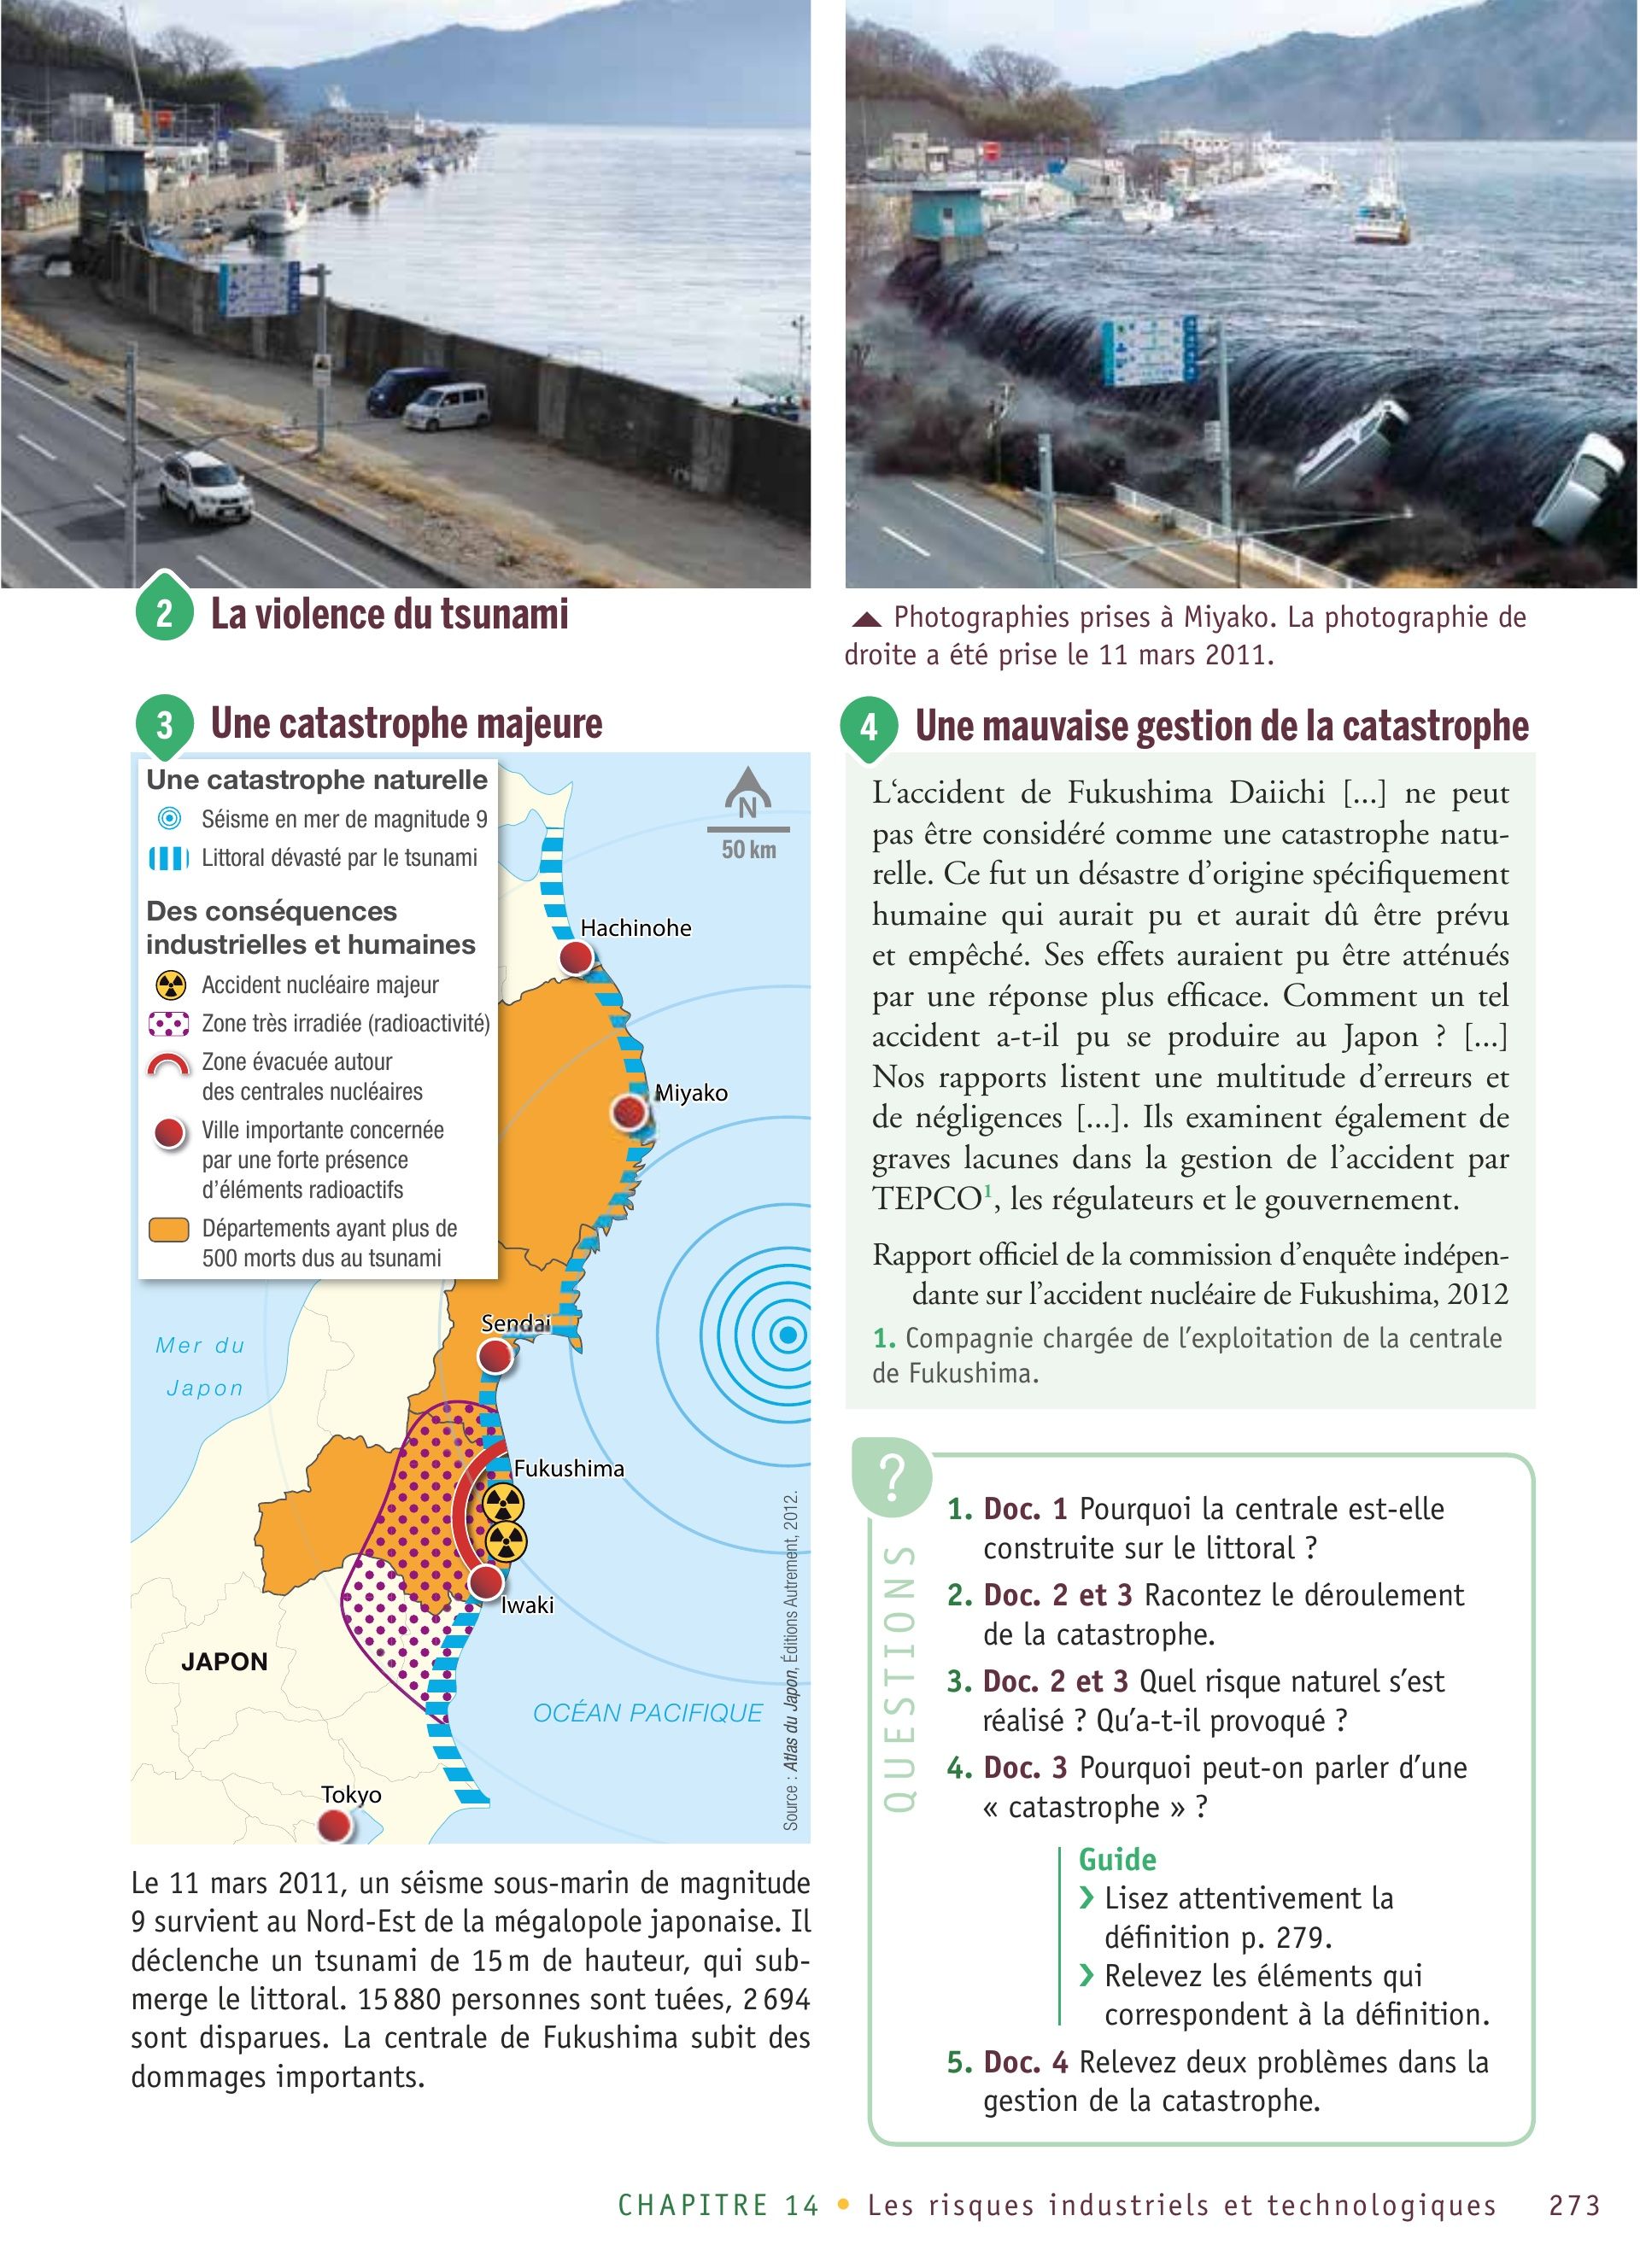 2 La violence du tsunami
Photographies prises à Miyako. La photographie de
droite a été prise le 11 mars 2011.
3 Une catastrophe majeure
Une catastrophe naturelle
Séisme en mer de magnitude 9
Littoral dévasté par le tsunami
Des conséquences
industrielles et humaines
Accident nucléaire majeur
Zone très irradiée (radioactivité)
Zone évacuée autour
des centrales nucléaires
Ville importante concernée
par une forte présence
d'éléments radioactifs
Départements ayant plus de
500 morts dus au tsunami
N
50 km
Hachinohe
Miyako
Sendai
Mer du
Japon
Fukushima
Iwaki
JAPON
OCÉAN PACIFIQUE
Tokyo
Source : Atlas du Japon, Éditions Autrement, 2012.
Le 11 mars 2011, un séisme sous-marin de magnitude
9 survient au Nord-Est de la mégalopole japonaise. Il
déclenche un tsunami de 15 m de hauteur, qui sub-
merge le littoral. 15 880 personnes sont tuées, 2 694
sont disparues. La centrale de Fukushima subit des
dommages importants.
4 Une mauvaise gestion de la catastrophe
L‘accident de Fukushima Daiichi [...] ne peut
pas être considéré comme une catastrophe natu-
relle. Ce fut un désastre d'origine spécifiquement
humaine qui aurait pu et aurait dû être prévu
et empêché. Ses effets auraient pu être atténués
par une réponse plus efficace. Comment un tel
accident a-t-il pu se produire au Japon ? [...]
Nos rapports listent une multitude d'erreurs et
de négligences [...]. Ils examinent également de
graves lacunes dans la gestion de l'accident par
TEPCO¹, les régulateurs et le gouvernement.
Rapport officiel de la commission d'enquête indépen-
dante sur l'accident nucléaire de Fukushima, 2012
1. Compagnie chargée de l'exploitation de la centrale
de Fukushima.
?
QUESTIONS
1. Doc. 1 Pourquoi la centrale est-elle
construite sur le littoral ?
2. Doc. 2 et 3 Racontez le déroulement
de la catastrophe.
3. Doc. 2 et 3 Quel risque naturel s'est
réalisé ? Qu'a-t-il provoqué ?
4. Doc. 3 Pourquoi peut-on parler d'une
« catastrophe » ?
Guide
› Lisez attentivement la
définition p. 279.
› Relevez les éléments qui
correspondent à la définition.
5. Doc. 4 Relevez deux problèmes dans la
gestion de la catastrophe.
CHAPITRE 14 • Les risques industriels et technologiques 273